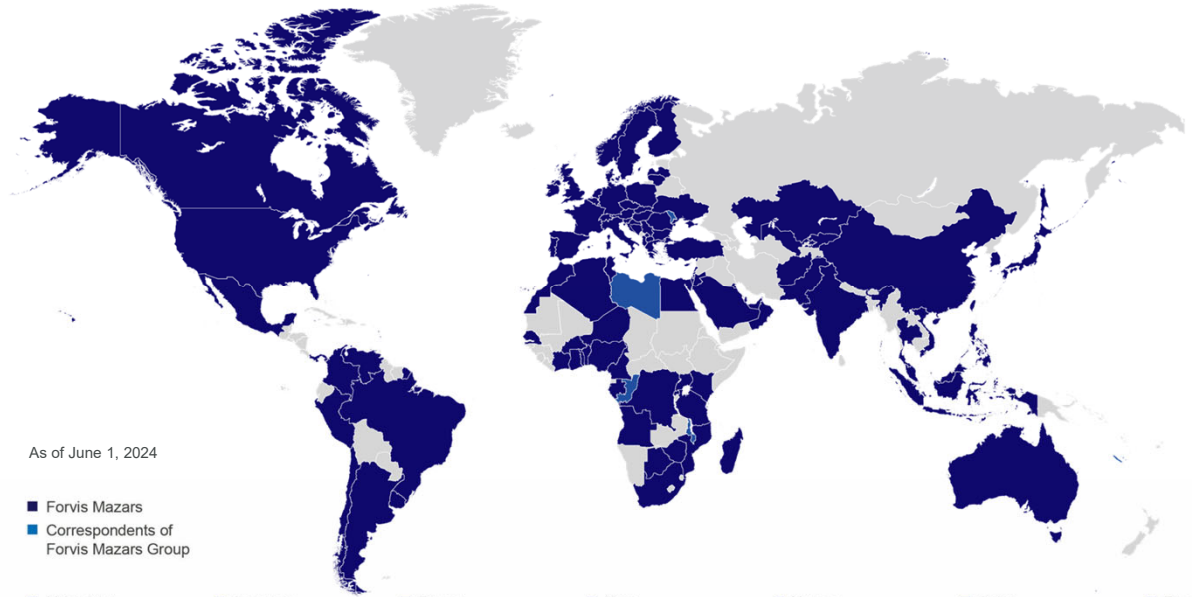 As of June 1, 2024
Forvis Mazars
Correspondents of
Forvis Mazars Group